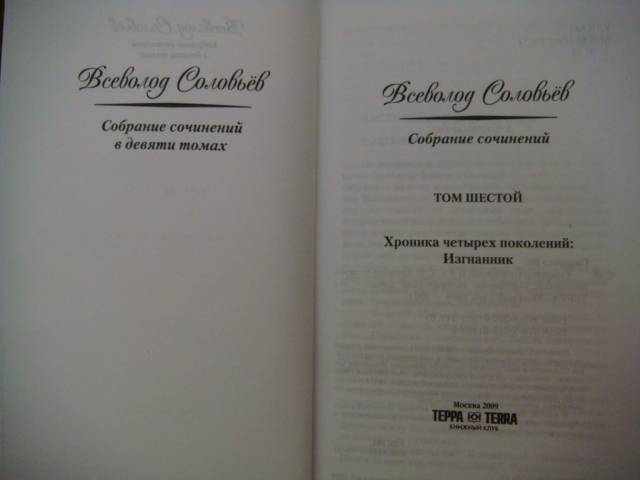 Всеволод Соловьёв
Собрание сочинений
в девяти томах
Всеволод Соловьёв
Собрание сочинений
ТОМ ШЕСТОЙ
Хроника четырех поколений:
Изгнанник
Москва 2009
ТЕРРА TERRA
КНИЖНЫЙ КЛУБ